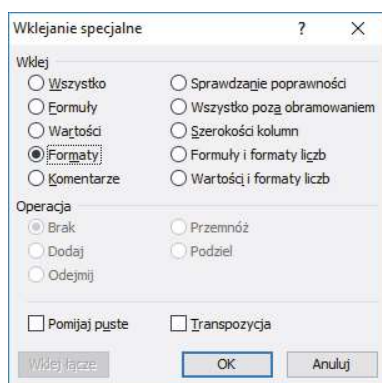 Wklejanie specjalne ? ×
Wklej
Wszystko Sprawdzanie poprawności
Formuły Wszystko poza obramowaniem
Wartości Szerokości kolumn
Formaty Formuły i formaty liczb
Komentarze Wartości i formaty liczb
Operacja
Brak Przemnóż
Dodaj Podziel
Odejmij
Pomijaj puste Transpozycja
Wklej łącze OK Anuluj